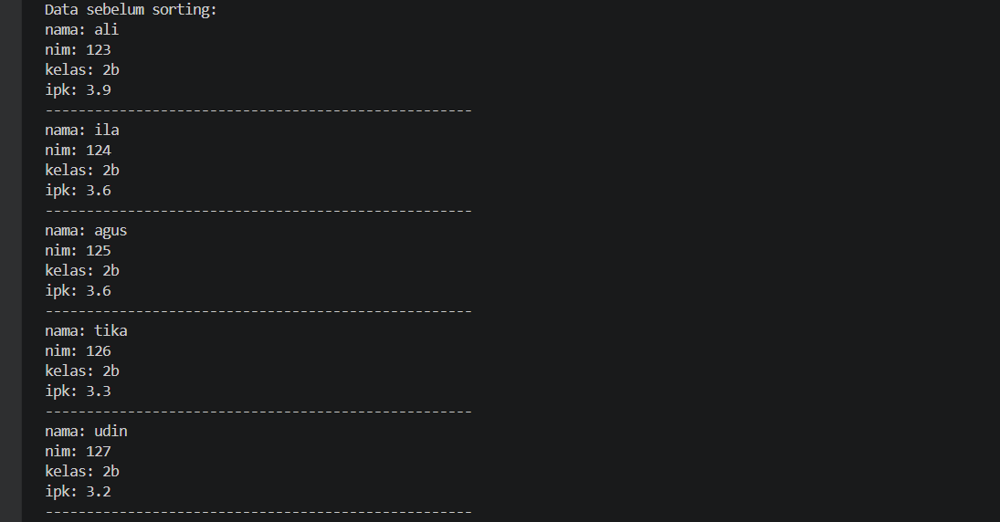 Data sebelum sorting:
nama: ali
nim: 123
kelas: 2b
ipk: 3.9
----------------------------------------------------
nama: ila
nim: 124
kelas: 2b
ipk: 3.6
----------------------------------------------------
nama: agus
nim: 125
kelas: 2b
ipk: 3.6
----------------------------------------------------
nama: tika
nim: 126
kelas: 2b
ipk: 3.3
----------------------------------------------------
nama: udin
nim: 127
kelas: 2b
ipk: 3.2
----------------------------------------------------